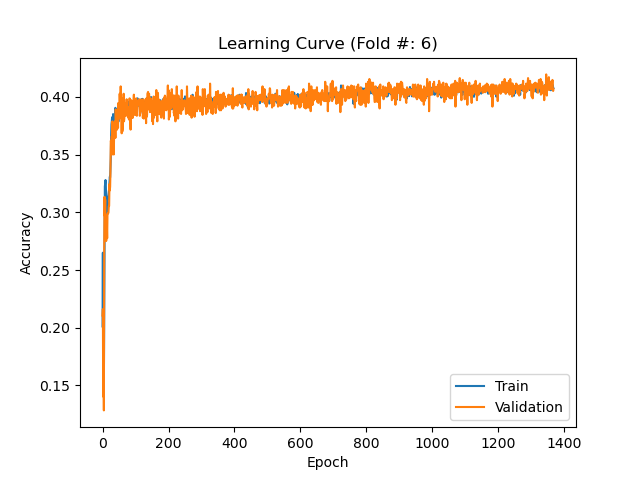 Learning Curve (Fold #: 6)
0.40
0.35
0.30
0.25
0.20
0.15
Accuracy
0 200 400 600 800 1000 1200 1400
Epoch
Train
Validation